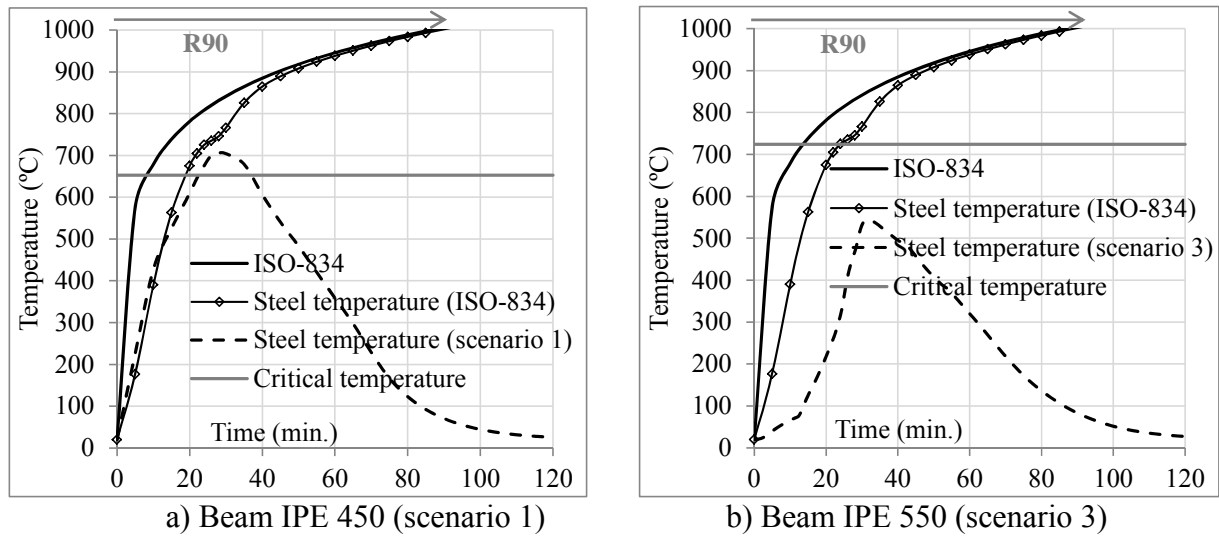 1000
900
800
700
600
500
400
300
200
100
0
Temperature (ºC)
R90
ISO-834
Steel temperature (ISO-834)
Steel temperature (scenario 1)
Critical temperature
Time (min.)
0 20 40 60 80 100 120
a) Beam IPE 450 (scenario 1)
1000
900
800
700
600
500
400
300
200
100
0
Temperature (ºC)
R90
ISO-834
Steel temperature (ISO-834)
Steel temperature (scenario 3)
Critical temperature
Time (min.)
0 20 40 60 80 100 120
b) Beam IPE 550 (scenario 3)